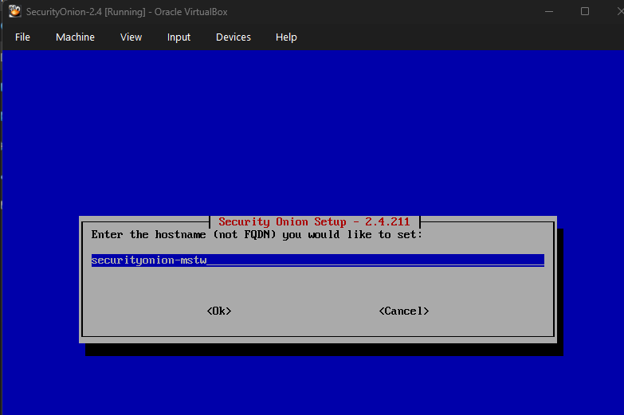 SecurityOnion-2.4 [Running] - Oracle VirtualBox
File Machine View Input Devices Help
Security Onion Setup - 2.4.211
Enter the hostname (not FQDN) you would like to set:
securityonion-mstw
<Ok> <Cancel>